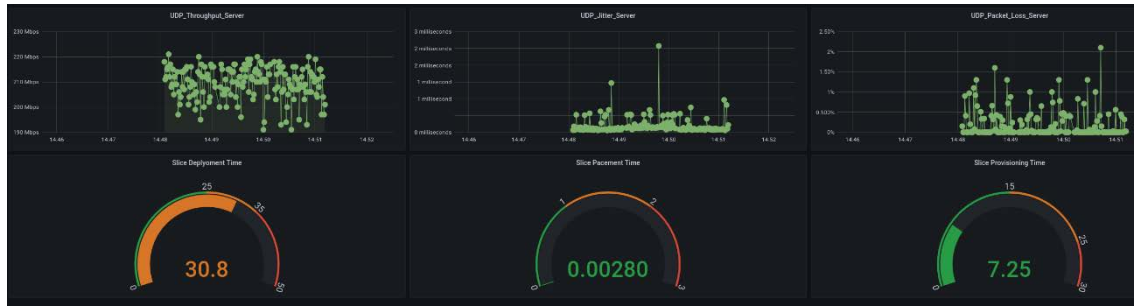 UDP_Throughput_Server
230 Mbps
220 Mbps
210 Mbps
200 Mbps
190 Mbps
14:46
14:47
14:48
14:49
14:50
14:51
14:52
UDP_Jitter_Server
3 milliseconds
2 milliseconds
2 milliseconds
1 millisecond
1 millisecond
0 milliseconds
14:46
14:47
14:48
14:49
14:50
14:51
14:52
UDP_Packet_Loss_Server
2.50%
2%
1.50%
1%
0.500%
0%
14:46
14:47
14:48
14:49
14:50
14:51
Slice Deplyoment Time
0
25
35
50
30.8
Slice Pacement Time
0
1
2
3
0.00280
Slice Provisioning Time
0
15
25
30
7.25